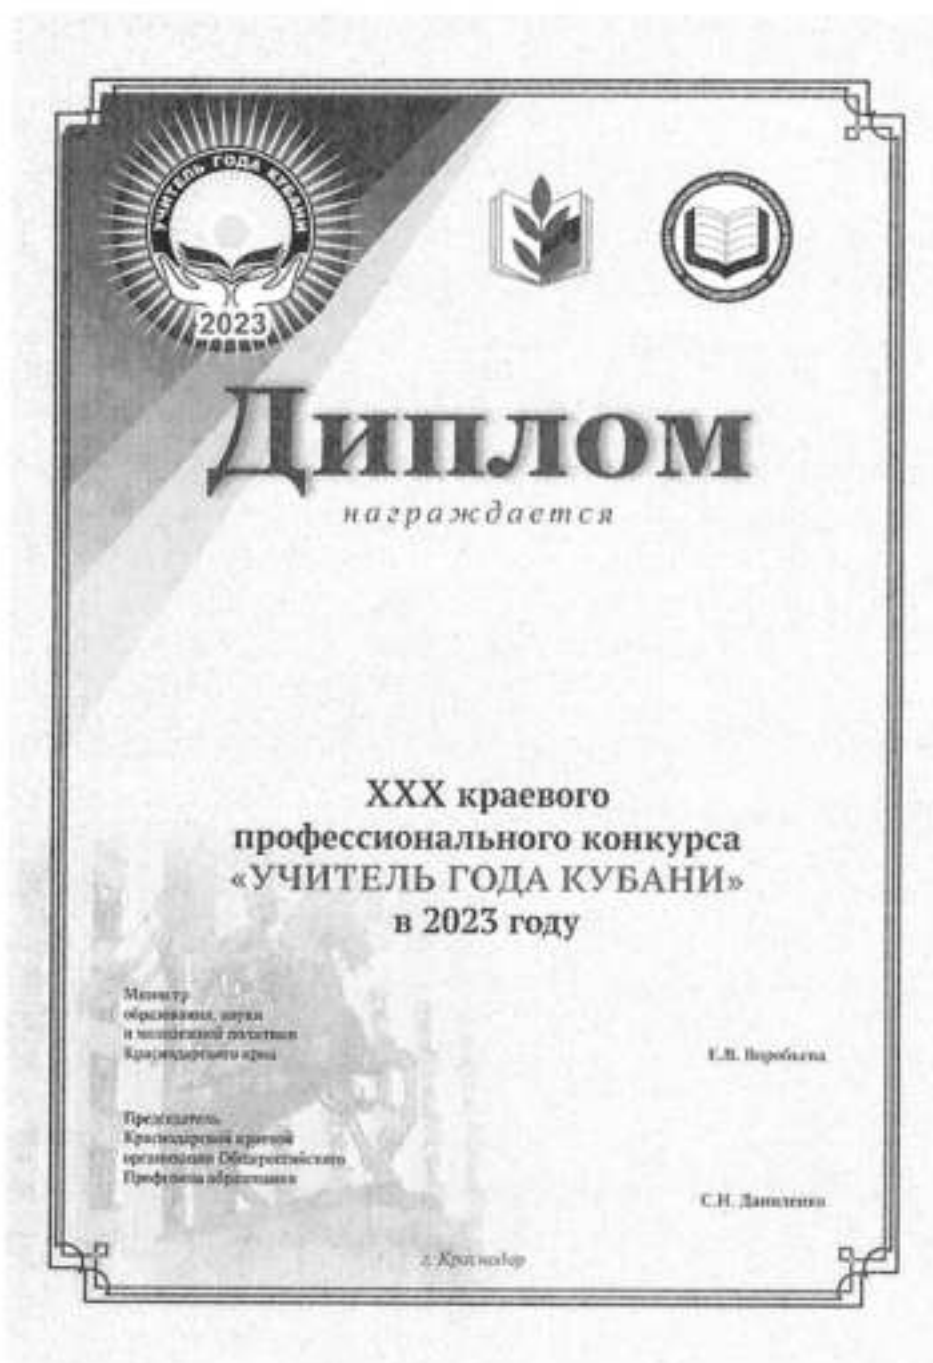 УЧИТЕЛЬ ГОДА КУБАНИ
2023
Диплом
награждается
XXX краевого
профессионального конкурса
«УЧИТЕЛЬ ГОДА КУБАНИ»
в 2023 году
Министр
образования, науки
и молодежной политики
Краснодарского края
Е.В. Воробьева
Председатель
Краснодарской краевой
организации Общероссийского
Профсоюза образования
С.Н. Даниленко
г. Краснодар